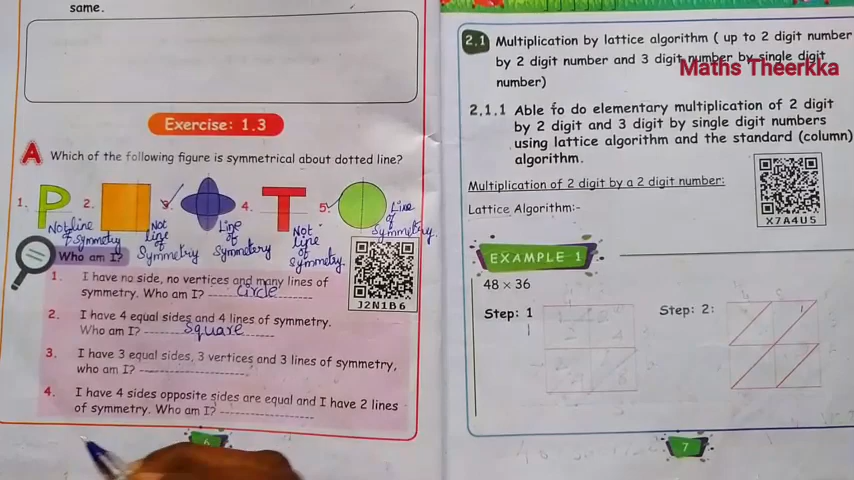 same.
Exercise: 1.3
A Which of the following figure is symmetrical about dotted line?
1. P 2. 3. 4. T 5.
Not line of Symmetry
Not line of Symmetry
Line of Symmetery
Not line of Symmetry.
Line of Symmetry.
J2N1B6
Who am I?
1. I have no side, no vertices and many lines of
symmetry. Who am I? Circle
2. I have 4 equal sides and 4 lines of symmetry.
Who am I? Square
3. I have 3 equal sides, 3 vertices and 3 lines of symmetry,
who am I?
4. I have 4 sides opposite sides are equal and I have 2 lines
of symmetry. Who am I?
6
2.1 Multiplication by lattice algorithm ( up to 2 digit number
by 2 digit number and 3 digit number by single digit
number)
Maths Theerkka
2.1.1 Able to do elementary multiplication of 2 digit
by 2 digit and 3 digit by single digit numbers
using lattice algorithm and the standard (column)
algorithm.
Multiplication of 2 digit by a 2 digit number:
Lattice Algorithm:-
X7A4U5
EXAMPLE 1
48 × 36
Step: 1 Step: 2:
7